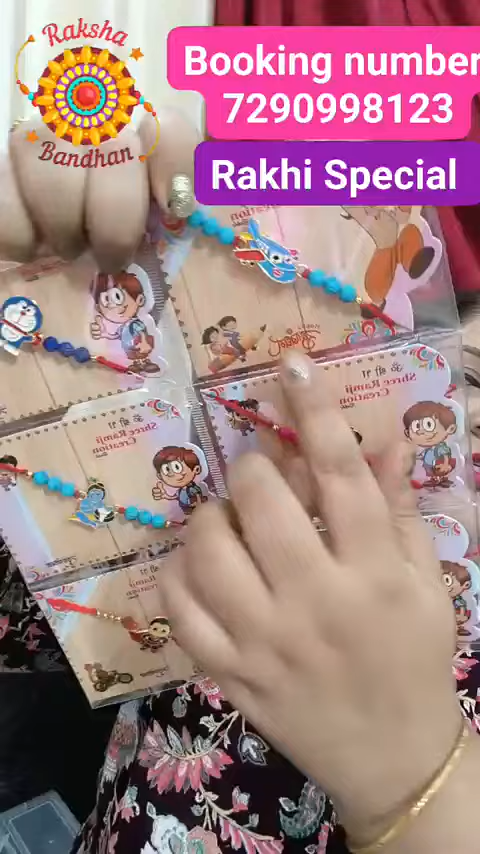 Raksha
Bandhan
Booking number
7290998123
Rakhi Special
ॐ श्री रा
Shree Ramji
Creation
ॐ श्री रा
Shree Ramji
Creation